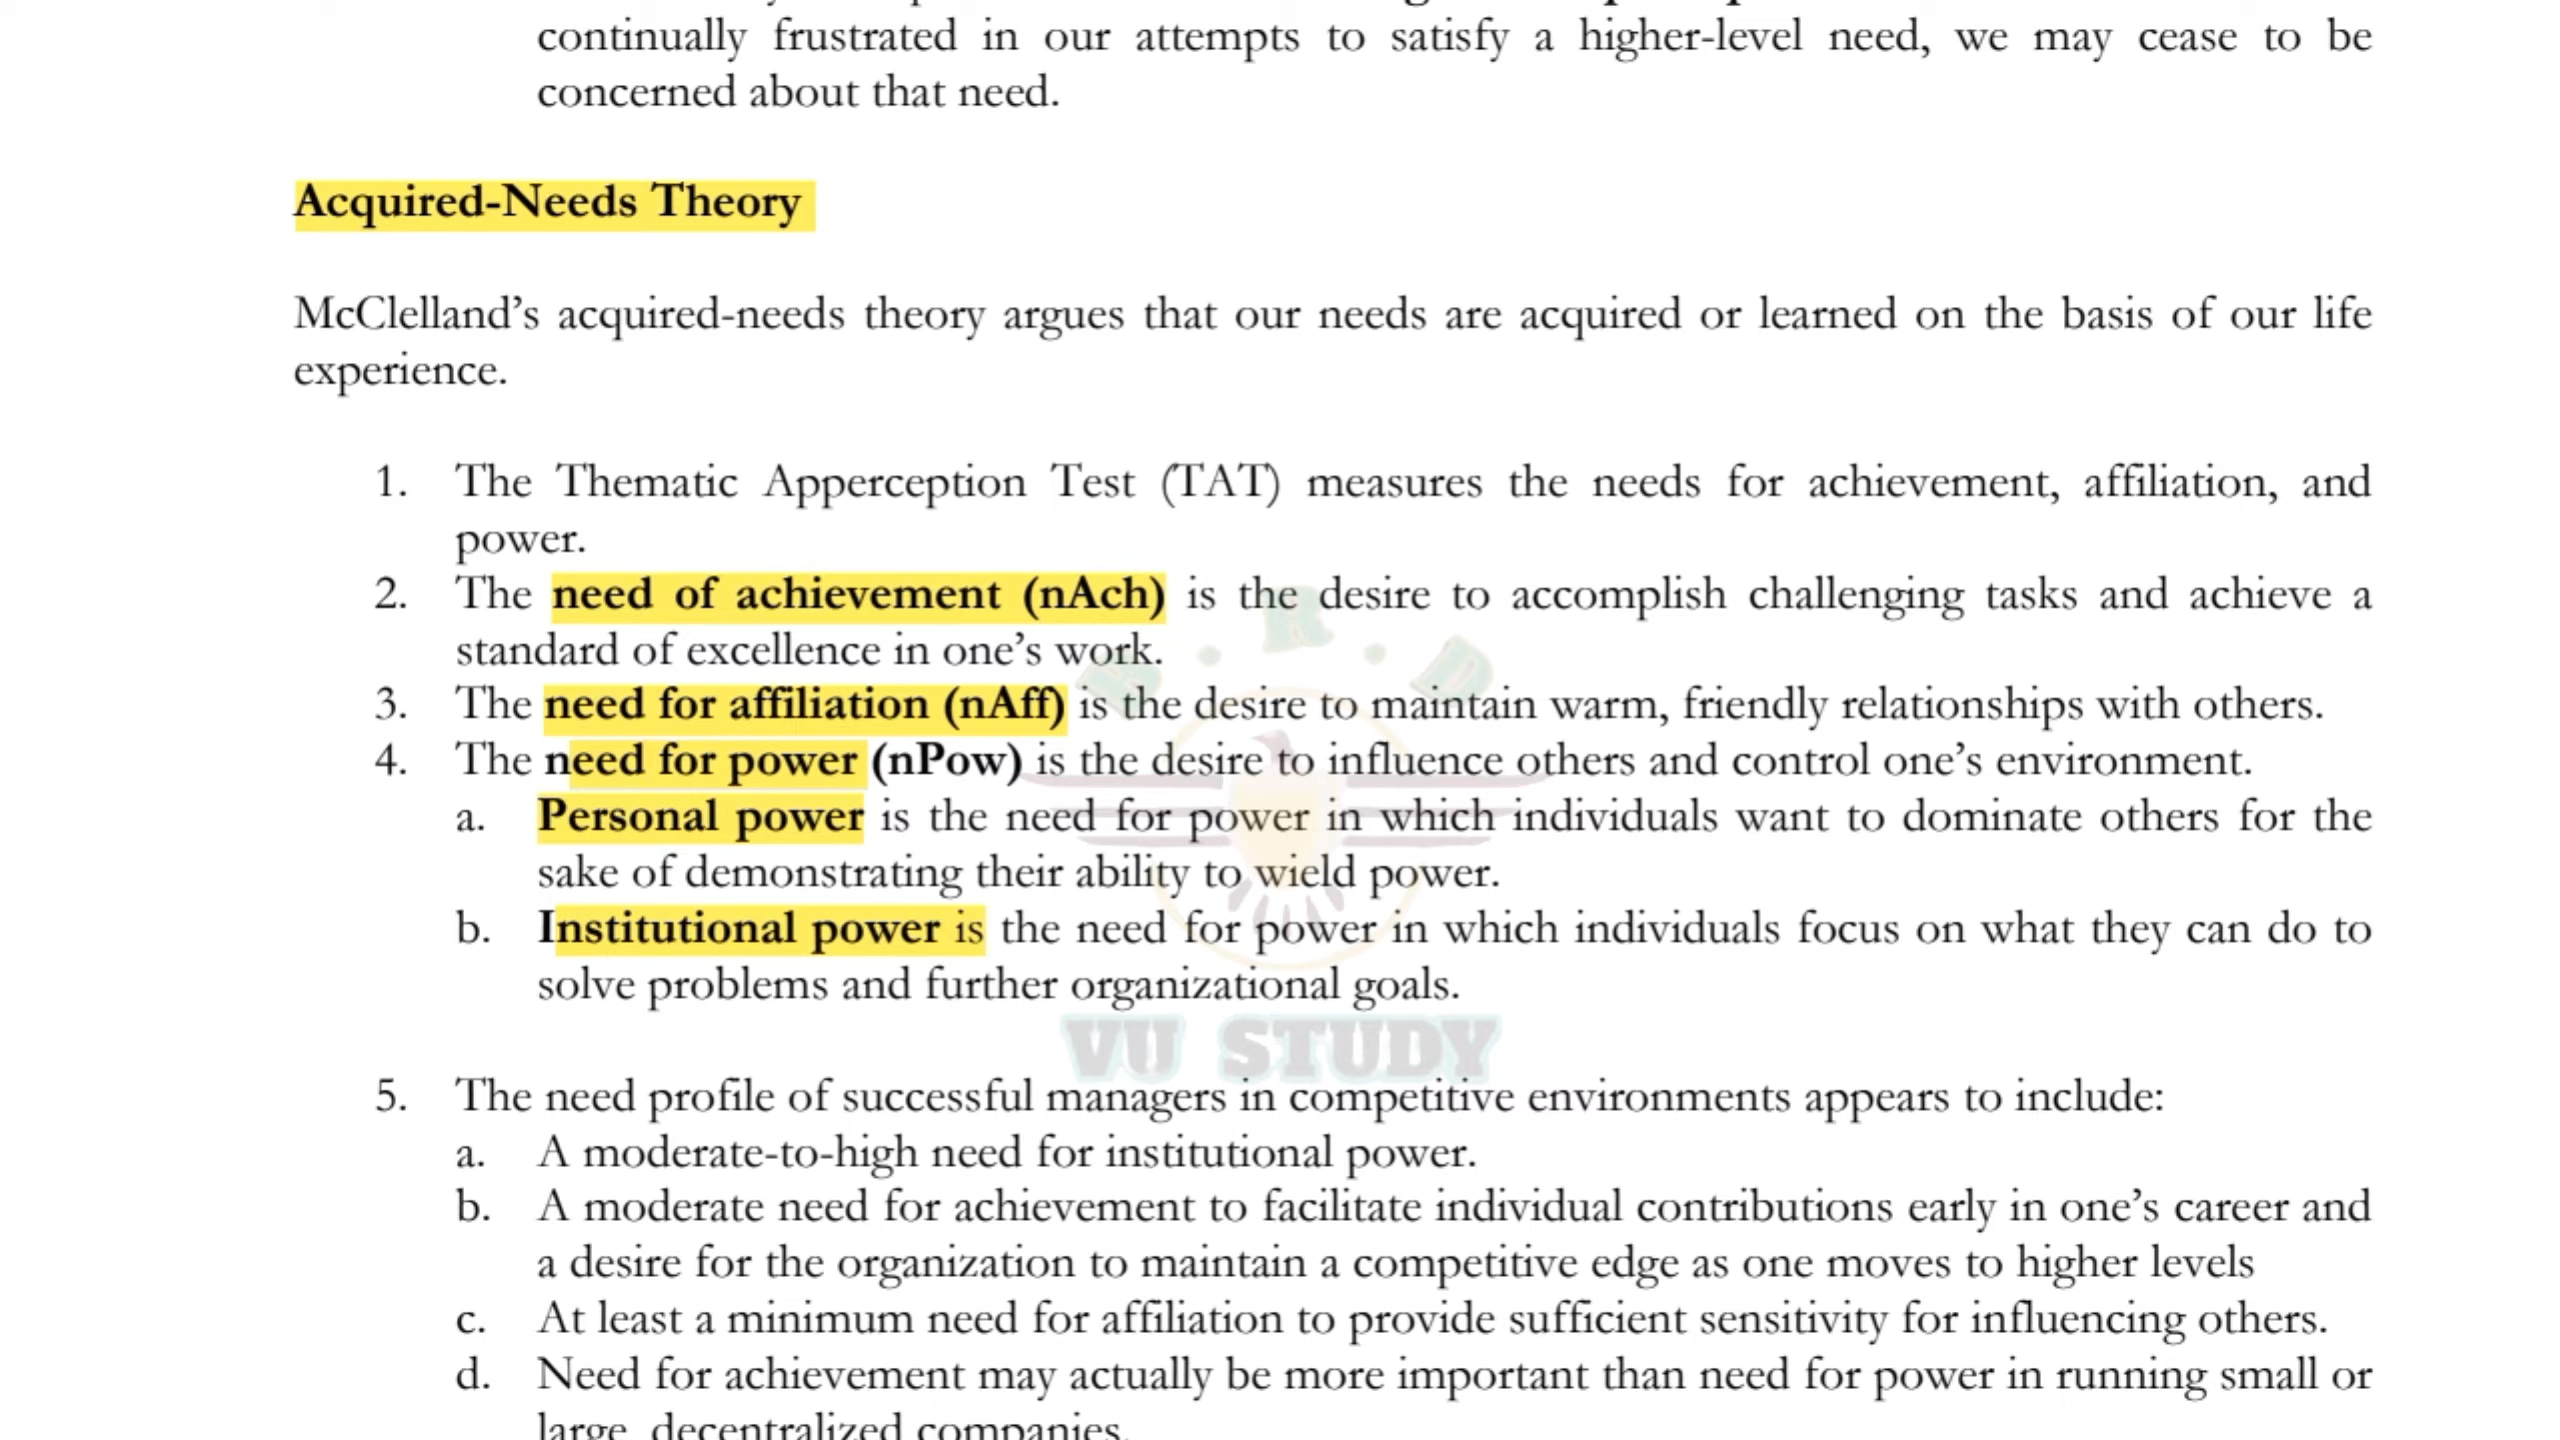 continually frustrated in our attempts to satisfy a higher-level need, we may cease to be
concerned about that need.
Acquired-Needs Theory
McClelland’s acquired-needs theory argues that our needs are acquired or learned on the basis of our life
experience.
1. The Thematic Apperception Test (TAT) measures the needs for achievement, affiliation, and
power.
2. The need of achievement (nAch) is the desire to accomplish challenging tasks and achieve a
standard of excellence in one’s work.
3. The need for affiliation (nAff) is the desire to maintain warm, friendly relationships with others.
4. The need for power (nPow) is the desire to influence others and control one’s environment.
a. Personal power is the need for power in which individuals want to dominate others for the
sake of demonstrating their ability to wield power.
b. Institutional power is the need for power in which individuals focus on what they can do to
solve problems and further organizational goals.
VU STUDY
5. The need profile of successful managers in competitive environments appears to include:
a. A moderate-to-high need for institutional power.
b. A moderate need for achievement to facilitate individual contributions early in one’s career and
a desire for the organization to maintain a competitive edge as one moves to higher levels
c. At least a minimum need for affiliation to provide sufficient sensitivity for influencing others.
d. Need for achievement may actually be more important than need for power in running small or
large, decentralized companies.